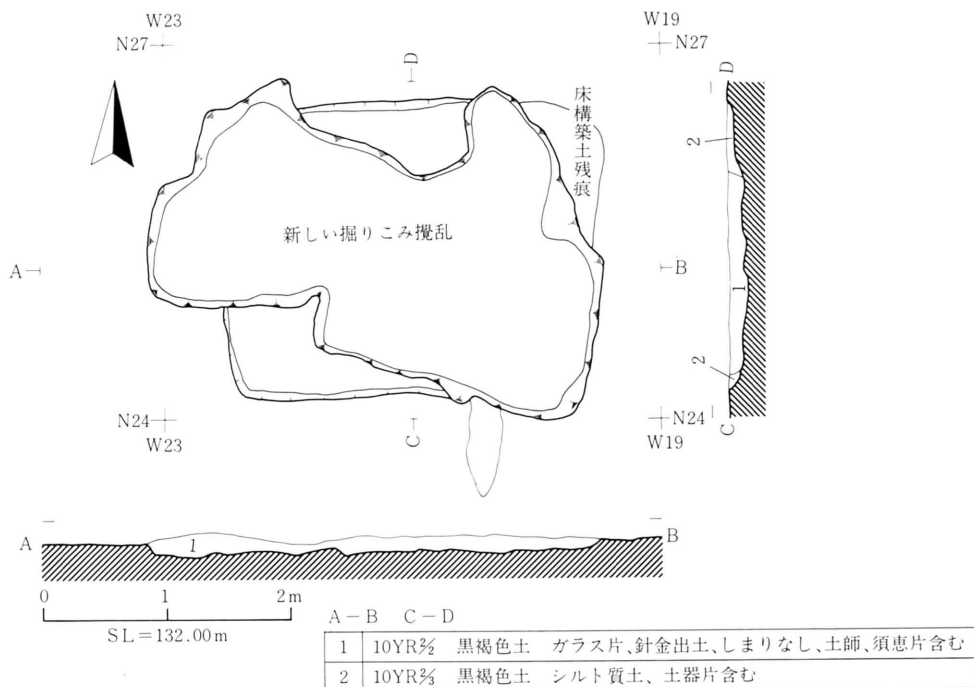 W23
N27
W19
N27
D
D
床構築土残痕
2
新しい掘りこみ攪乱
A
B
1
2
N24
W23
C
N24
W19
C
A
1
B
0 1 2m
SL=132.00m
A-B C-D
1 10YR2/2 黒褐色土 ガラス片、針金出土、しまりなし、土師、須恵片含む
2 10YR2/3 黒褐色土 シルト質土、土器片含む